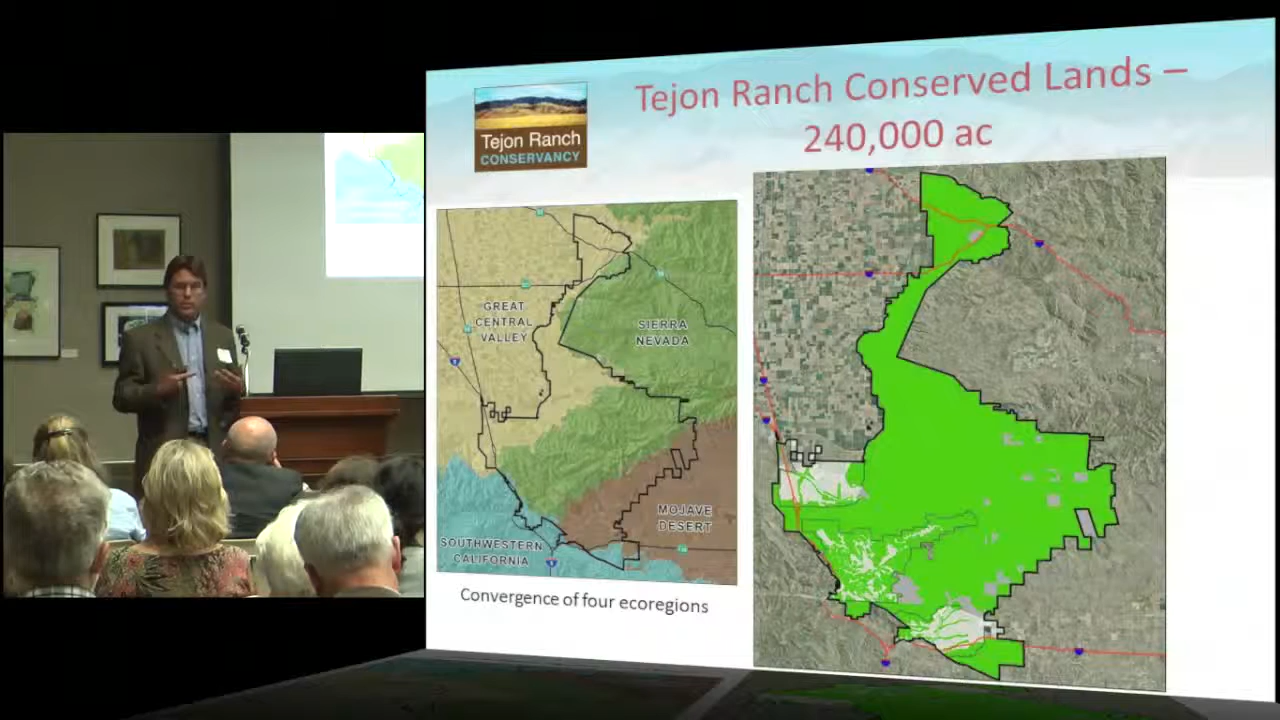 Tejon Ranch Conserved Lands –
240,000 ac
Tejon Ranch
CONSERVANCY
GREAT
CENTRAL
VALLEY
SIERRA
NEVADA
MOJAVE
DESERT
SOUTHWESTERN
CALIFORNIA
Convergence of four ecoregions